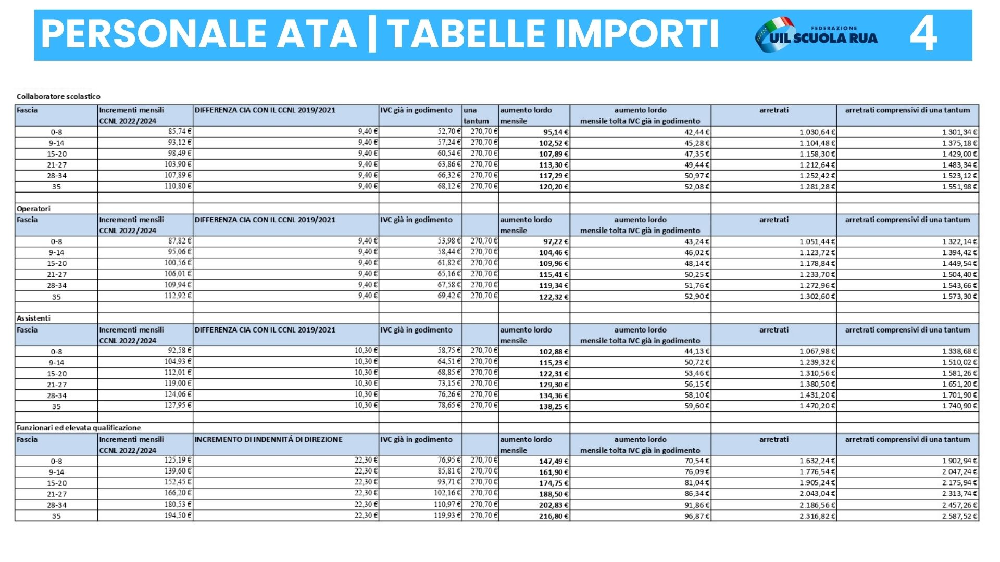 PERSONALE ATA | TABELLE IMPORTI
FEDERAZIONE
UIL SCUOLA RUA
4
Collaboratore scolastico
Fascia Incrementi mensili CCNL 2022/2024 DIFFERENZA CIA CON IL CCNL 2019/2021 IVC già in godimento una tantum aumento lordo mensile aumento lordo mensile tolta IVC già in godimento arretrati arretrati comprensivi di una tantum
0-8 85,74 € 9,40 € 52,70 € 270,70 € 95,14 € 42,44 € 1.030,64 € 1.301,34 €
9-14 93,12 € 9,40 € 57,24 € 270,70 € 102,52 € 45,28 € 1.104,48 € 1.375,18 €
15-20 98,49 € 9,40 € 60,54 € 270,70 € 107,89 € 47,35 € 1.158,30 € 1.429,00 €
21-27 103,90 € 9,40 € 63,86 € 270,70 € 113,30 € 49,44 € 1.212,64 € 1.483,34 €
28-34 107,89 € 9,40 € 66,32 € 270,70 € 117,29 € 50,97 € 1.252,42 € 1.523,12 €
35 110,80 € 9,40 € 68,12 € 270,70 € 120,20 € 52,08 € 1.281,28 € 1.551,98 €
Operatori
Fascia Incrementi mensili CCNL 2022/2024 DIFFERENZA CIA CON IL CCNL 2019/2021 IVC già in godimento aumento lordo mensile aumento lordo mensile tolta IVC già in godimento arretrati arretrati comprensivi di una tantum
0-8 87,82 € 9,40 € 53,98 € 270,70 € 97,22 € 43,24 € 1.051,44 € 1.322,14 €
9-14 95,06 € 9,40 € 58,44 € 270,70 € 104,46 € 46,02 € 1.123,72 € 1.394,42 €
15-20 100,56 € 9,40 € 61,82 € 270,70 € 109,96 € 48,14 € 1.178,84 € 1.449,54 €
21-27 106,01 € 9,40 € 65,16 € 270,70 € 115,41 € 50,25 € 1.233,70 € 1.504,40 €
28-34 109,94 € 9,40 € 67,58 € 270,70 € 119,34 € 51,76 € 1.272,96 € 1.543,66 €
35 112,92 € 9,40 € 69,42 € 270,70 € 122,32 € 52,90 € 1.302,60 € 1.573,30 €
Assistenti
Fascia Incrementi mensili CCNL 2022/2024 DIFFERENZA CIA CON IL CCNL 2019/2021 IVC già in godimento aumento lordo mensile aumento lordo mensile tolta IVC già in godimento arretrati arretrati comprensivi di una tantum
0-8 92,58 € 10,30 € 58,75 € 270,70 € 102,88 € 44,13 € 1.067,98 € 1.338,68 €
9-14 104,93 € 10,30 € 64,51 € 270,70 € 115,23 € 50,72 € 1.239,32 € 1.510,02 €
15-20 112,01 € 10,30 € 68,85 € 270,70 € 122,31 € 53,46 € 1.310,56 € 1.581,26 €
21-27 119,00 € 10,30 € 73,15 € 270,70 € 129,30 € 56,15 € 1.380,50 € 1.651,20 €
28-34 124,06 € 10,30 € 76,26 € 270,70 € 134,36 € 58,10 € 1.431,20 € 1.701,90 €
35 127,95 € 10,30 € 78,65 € 270,70 € 138,25 € 59,60 € 1.470,20 € 1.740,90 €
Funzionari ed elevata qualificazione
Fascia Incrementi mensili CCNL 2022/2024 INCREMENTO DI INDENNITÁ DI DIREZIONE IVC già in godimento aumento lordo mensile aumento lordo mensile tolta IVC già in godimento arretrati arretrati comprensivi di una tantum
0-8 125,19 € 22,30 € 76,95 € 270,70 € 147,49 € 70,54 € 1.632,24 € 1.902,94 €
9-14 139,60 € 22,30 € 85,81 € 270,70 € 161,90 € 76,09 € 1.776,54 € 2.047,24 €
15-20 152,45 € 22,30 € 93,71 € 270,70 € 174,75 € 81,04 € 1.905,24 € 2.175,94 €
21-27 166,20 € 22,30 € 102,16 € 270,70 € 188,50 € 86,34 € 2.043,04 € 2.313,74 €
28-34 180,53 € 22,30 € 110,97 € 270,70 € 202,83 € 91,86 € 2.186,56 € 2.457,26 €
35 194,50 € 22,30 € 119,93 € 270,70 € 216,80 € 96,87 € 2.316,82 € 2.587,52 €